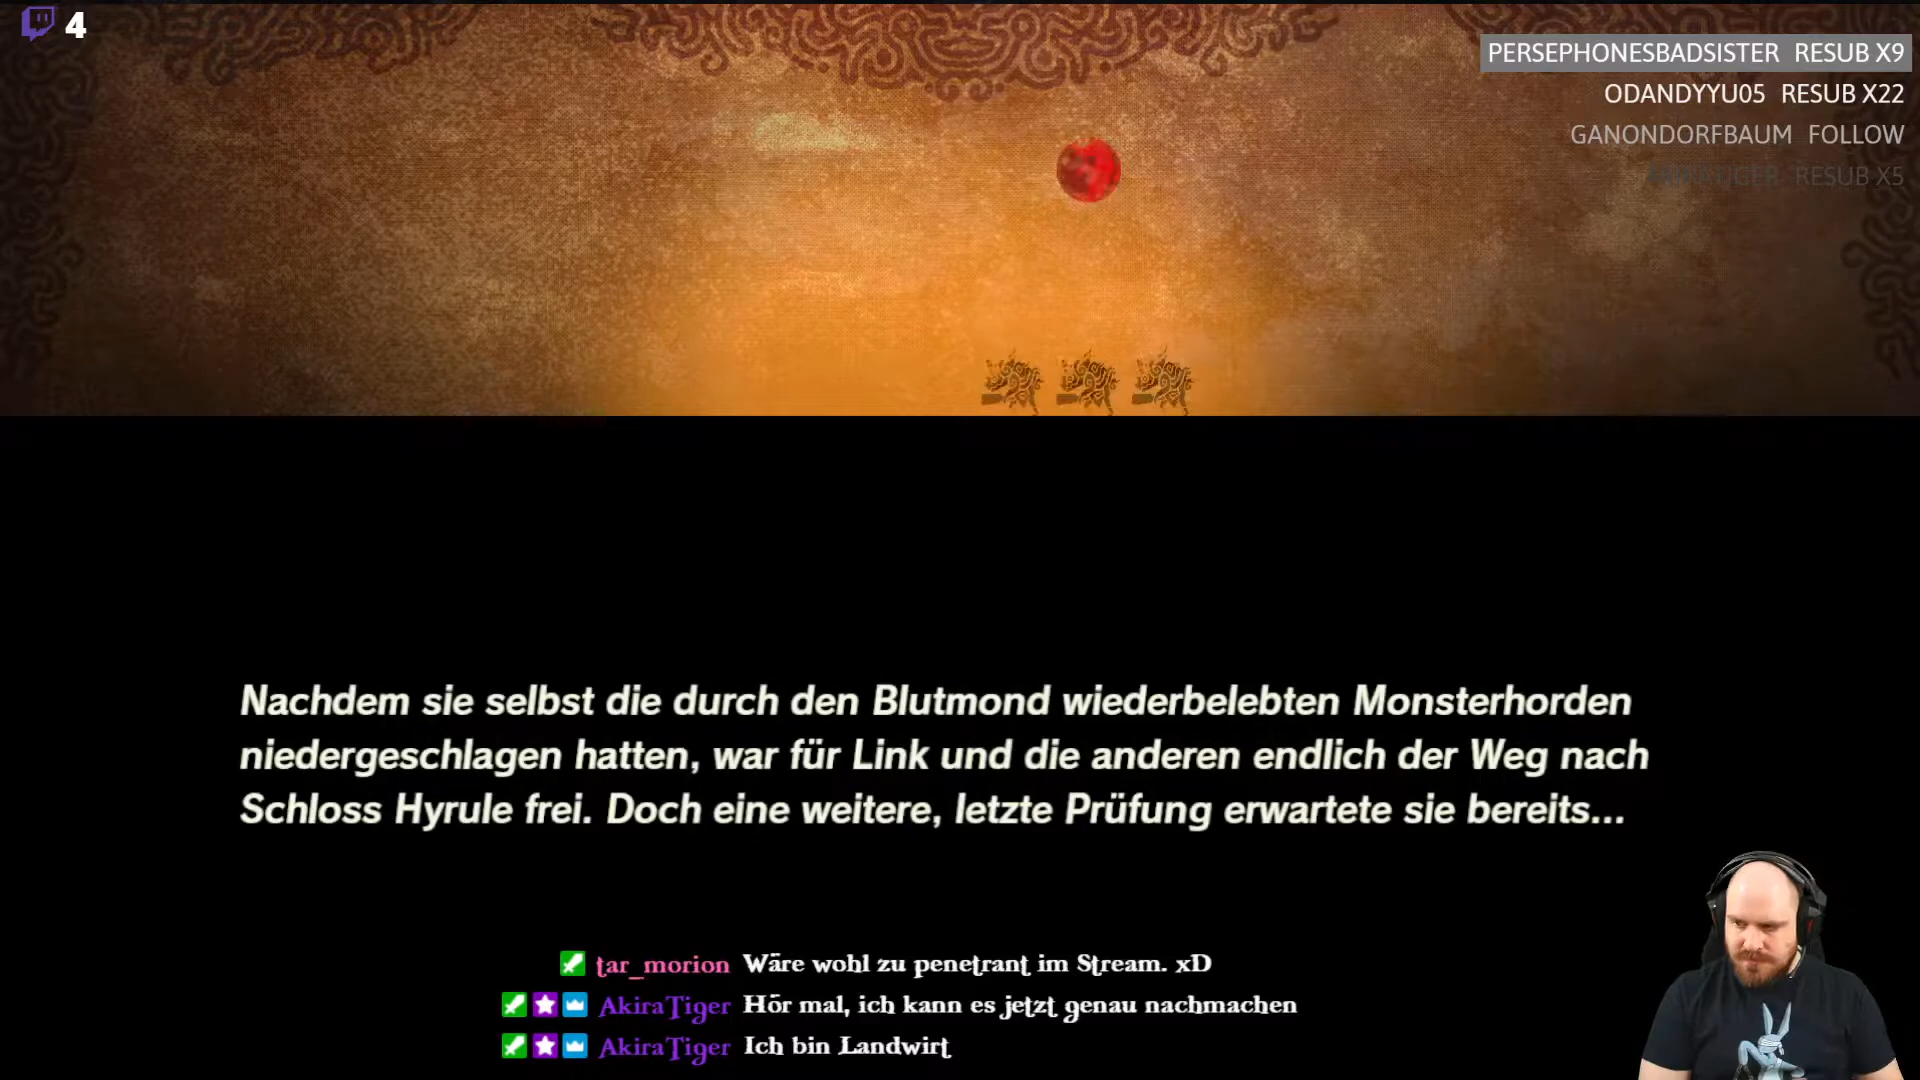 4
PERSEPHONESBADSISTER RESUB X9
ODANDYYU05 RESUB X22
GANONDORFBAUM FOLLOW
RESUB X5
Nachdem sie selbst die durch den Blutmond wiederbelebten Monsterhorden
niedergeschlagen hatten, war für Link und die anderen endlich der Weg nach
Schloss Hyrule frei. Doch eine weitere, letzte Prüfung erwartete sie bereits...
tar_morion Wäre wohl zu penetrant im Stream. xD
AkiraTiger Hör mal, ich kann es jetzt genau nachmachen
AkiraTiger Ich bin Landwirt